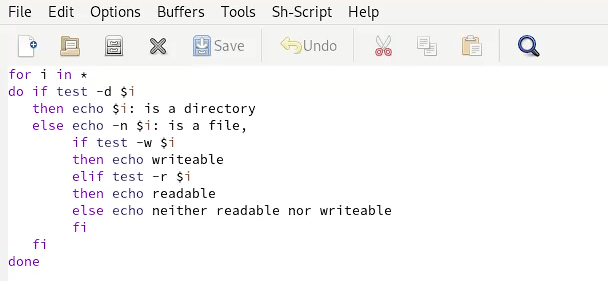 File Edit Options Buffers Tools Sh-Script Help
Save Undo
for i in *
do if test -d $i
   then echo $i: is a directory
   else echo -n $i: is a file,
        if test -w $i
        then echo writeable
        elif test -r $i
        then echo readable
        else echo neither readable nor writeable
        fi
   fi
done